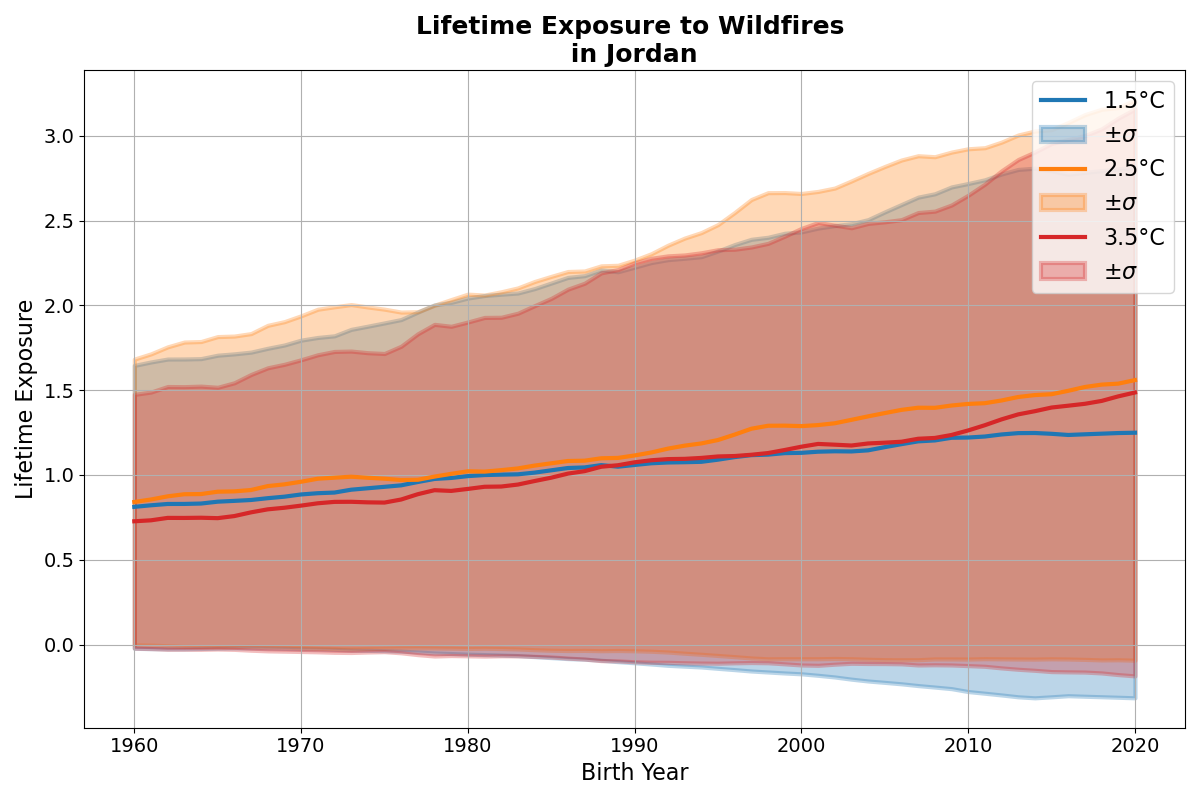 Lifetime Exposure to Wildfires
in Jordan
Lifetime Exposure
3.0
2.5
2.0
1.5
1.0
0.5
0.0
1960
1970
1980
1990
2000
2010
2020
Birth Year
1.5°C
±σ
2.5°C
±σ
3.5°C
±σ